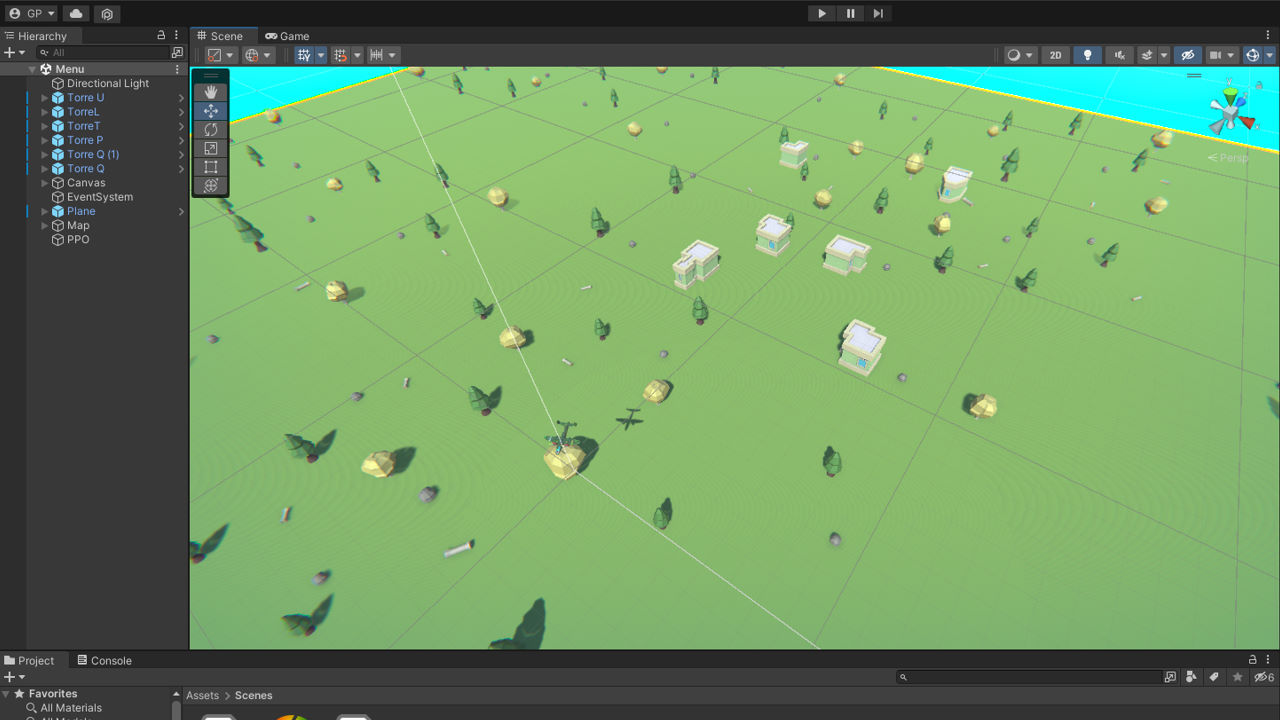 GP
Hierarchy
Scene
Game
All
2D
Menu
Directional Light
Torre U
TorreL
TorreT
Torre P
Torre Q (1)
Torre Q
Canvas
EventSystem
Plane
Map
PPO
y
Persp
Project
Console
6
Favorites
Assets > Scenes
All Materials
All Models